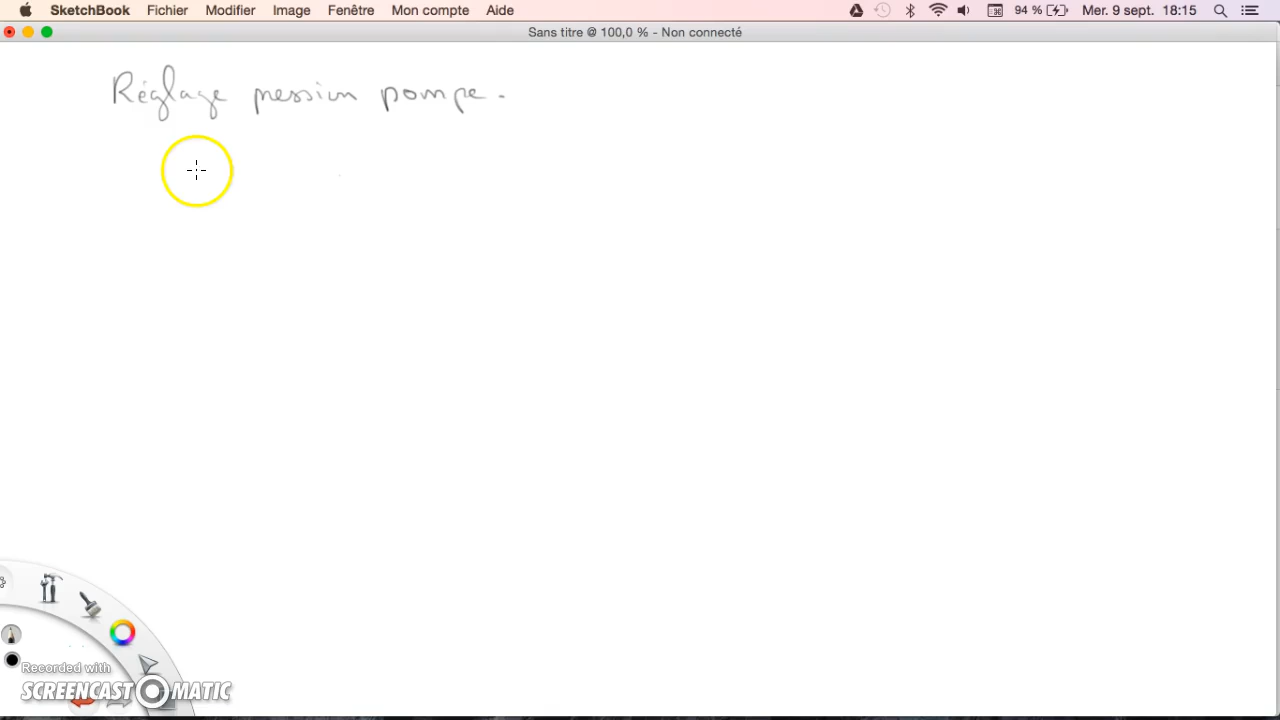 SketchBook Fichier Modifier Image Fenêtre Mon compte Aide 94 % Mer. 9 sept. 18:15
Sans titre @ 100,0 % - Non connecté
Réglage pression pompe.
Recorded with
SCREENCAST MATIC